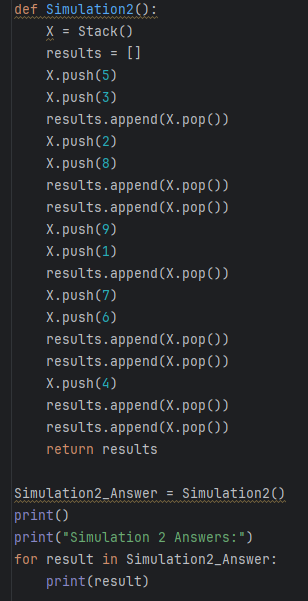 def Simulation2():
    X = Stack()
    results = []
    X.push(5)
    X.push(3)
    results.append(X.pop())
    X.push(2)
    X.push(8)
    results.append(X.pop())
    results.append(X.pop())
    X.push(9)
    X.push(1)
    results.append(X.pop())
    X.push(7)
    X.push(6)
    results.append(X.pop())
    results.append(X.pop())
    X.push(4)
    results.append(X.pop())
    results.append(X.pop())
    return results

Simulation2_Answer = Simulation2()
print()
print("Simulation 2 Answers:")
for result in Simulation2_Answer:
    print(result)